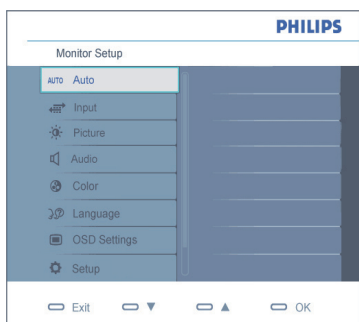 PHILIPS
Monitor Setup
AUTO Auto
Input
Picture
Audio
Color
Language
OSD Settings
Setup
Exit ▼ ▲ OK